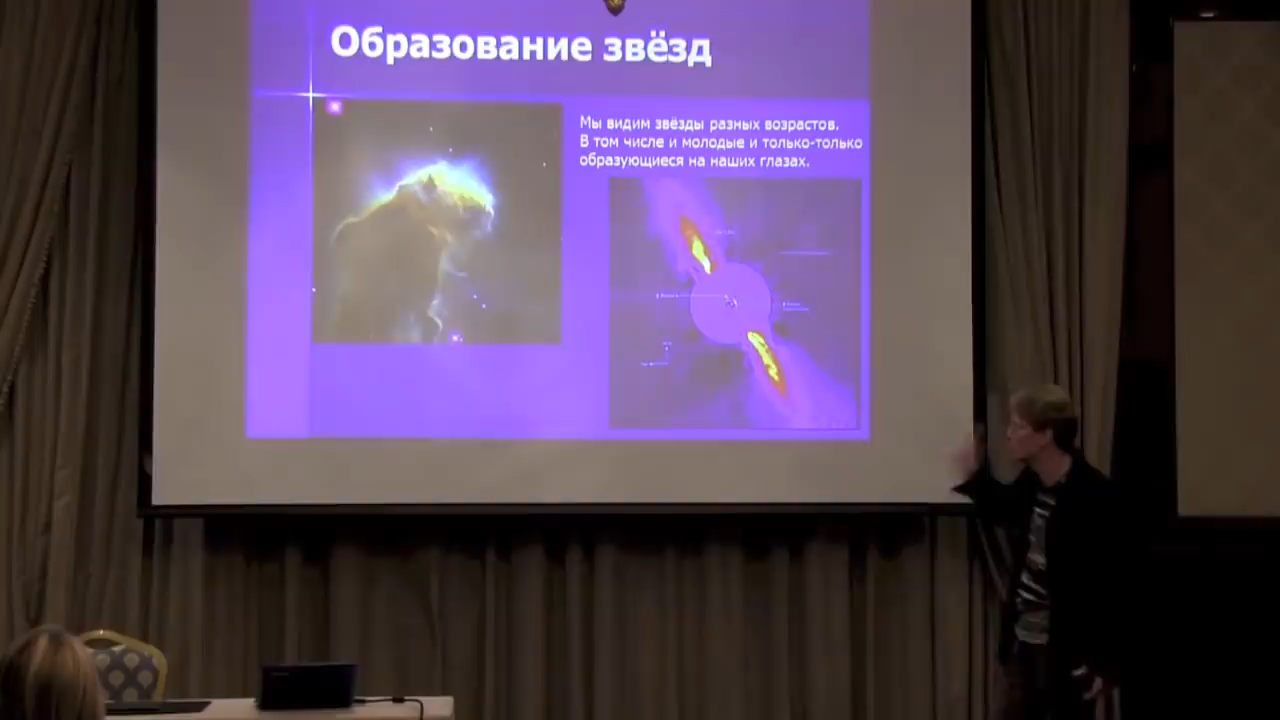 Образование звёзд
Мы видим звёзды разных возрастов.
В том числе и молодые и только-только
образующиеся на наших глазах.